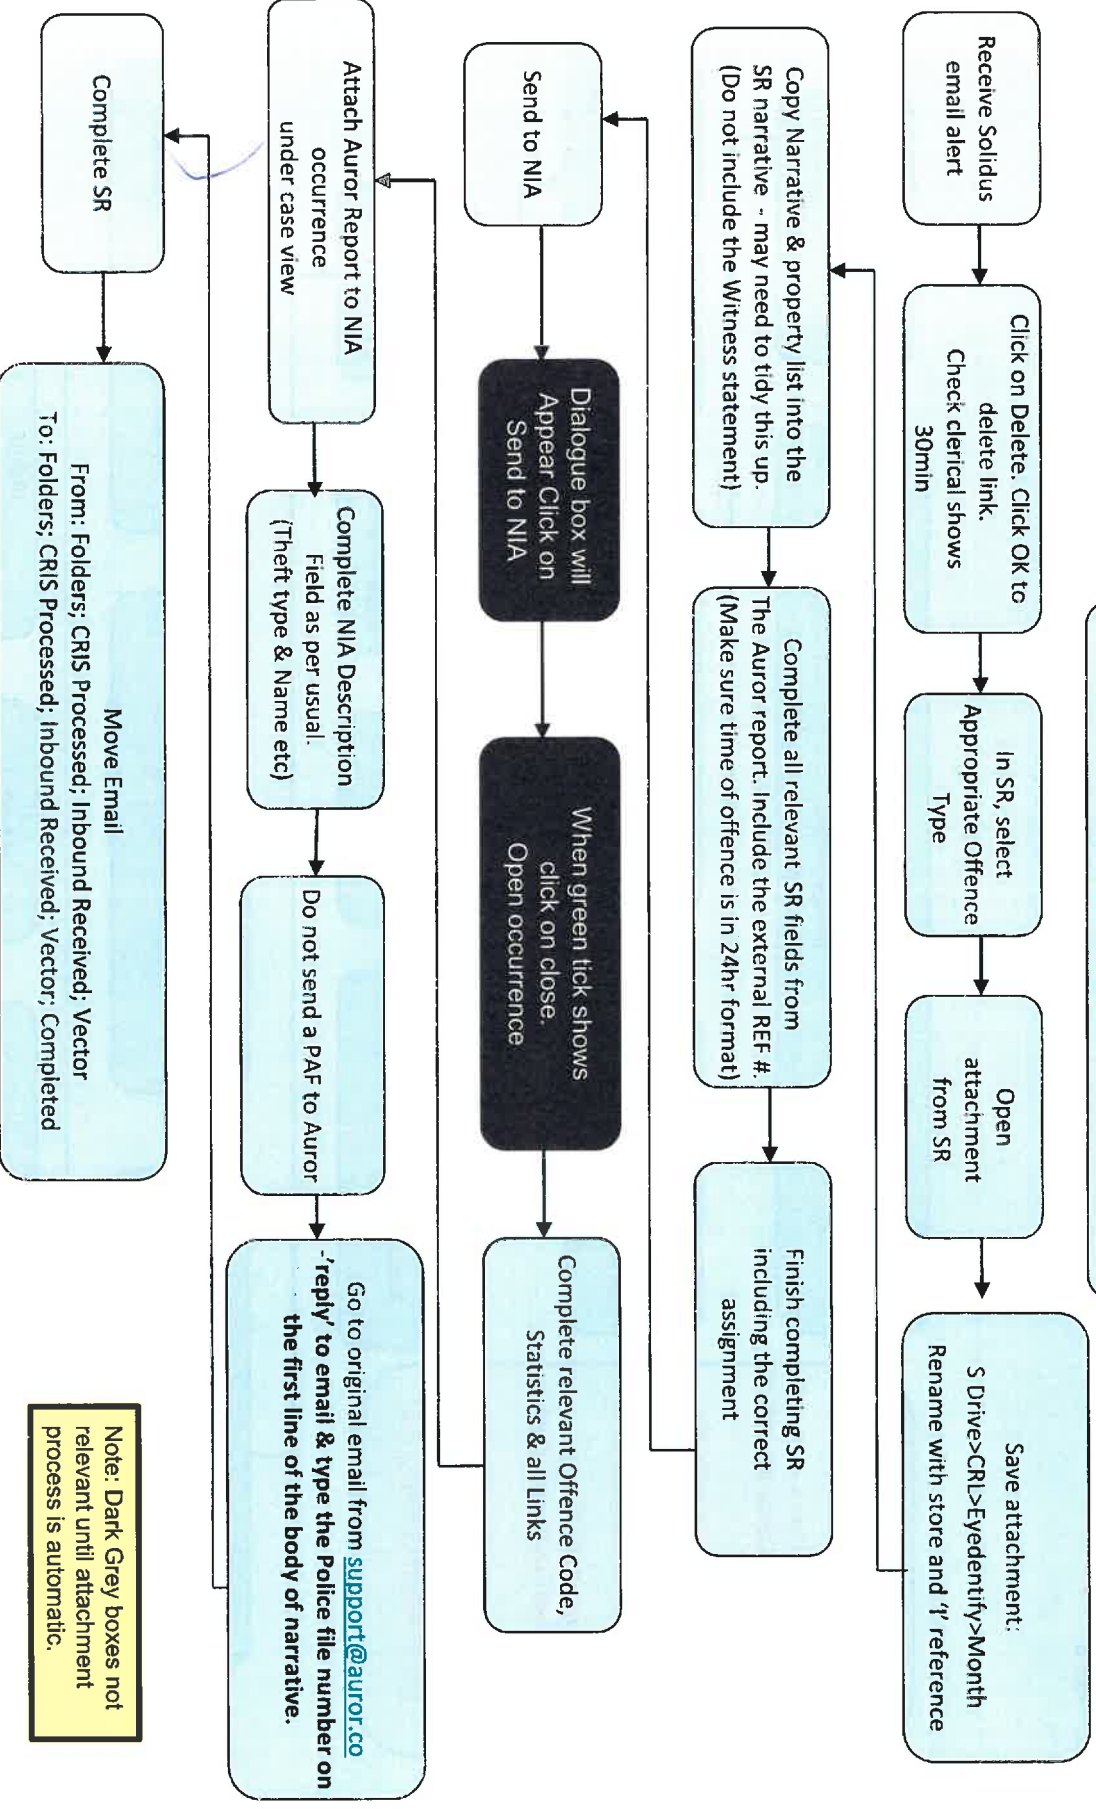 Receive Solidus
email alert
Click on Delete. Click OK to
delete link.
Check clerical shows
30min
In SR, select
Appropriate Offence
Type
Open
attachment
from SR
Save attachment:
S Drive>CRL>Eyedentify>Month
Rename with store and ‘I’ reference
Copy Narrative & property list into the
SR narrative - may need to tidy this up.
(Do not include the Witness statement)
Complete all relevant SR fields from
The Auror report. Include the external REF #.
(Make sure time of offence is in 24hr format)
Finish completing SR
including the correct
assignment
Send to NIA
Dialogue box will
Appear Click on
Send to NIA
When green tick shows
click on close.
Open occurrence
Complete relevant Offence Code,
Statistics & all Links
Attach Auror Report to NIA
occurrence
under case view
Complete NIA Description
Field as per usual.
(Theft type & Name etc)
Do not send a PAF to Auror
Go to original email from support@auror.co
-‘reply’ to email & type the Police file number on
the first line of the body of narrative.
Complete SR
Move Email
From: Folders; CRIS Processed; Inbound Received; Vector
To: Folders; CRIS Processed; Inbound Received; Vector; Completed
Note: Dark Grey boxes not
relevant until attachment
process is automatic.